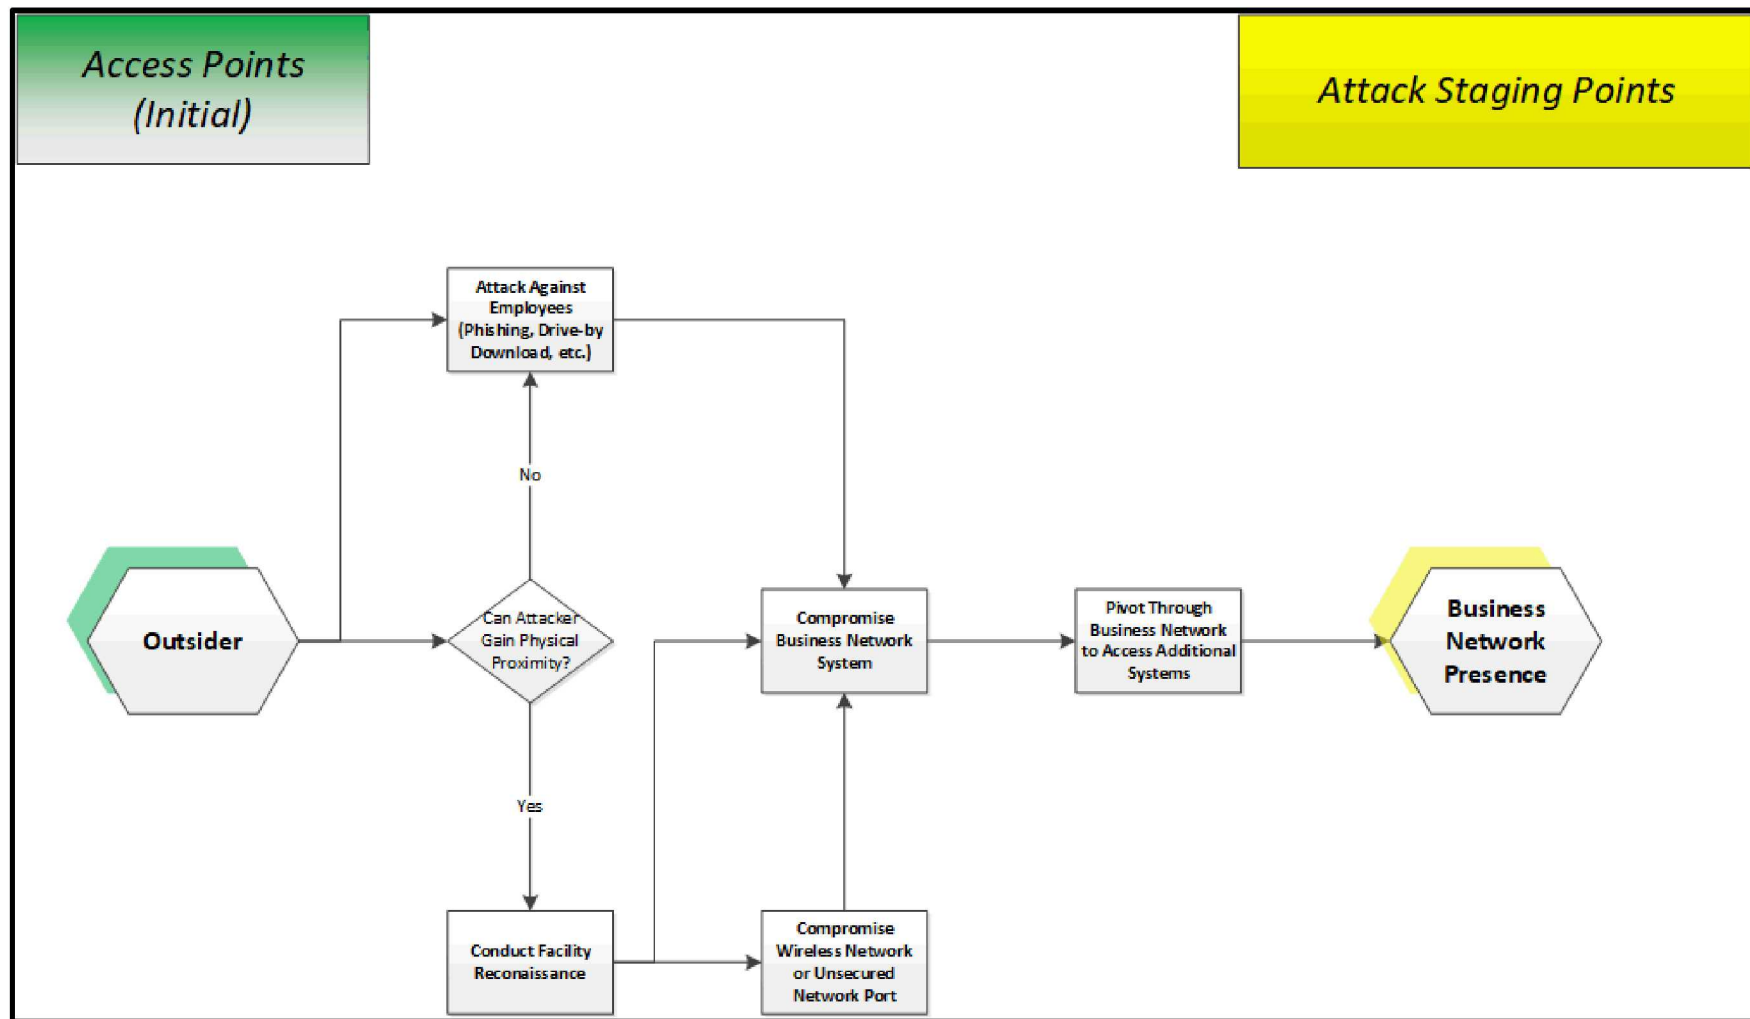 Access Points
(Initial)
Attack Staging Points
Attack Against
Employees
(Phishing, Drive-by
Download, etc.)
No
Outsider
Can Attacker
Gain Physical
Proximity?
Compromise
Business Network
System
Pivot Through
Business Network
to Access Additional
Systems
Business
Network
Presence
Yes
Conduct Facility
Reconaissance
Compromise
Wireless Network
or Unsecured
Network Port